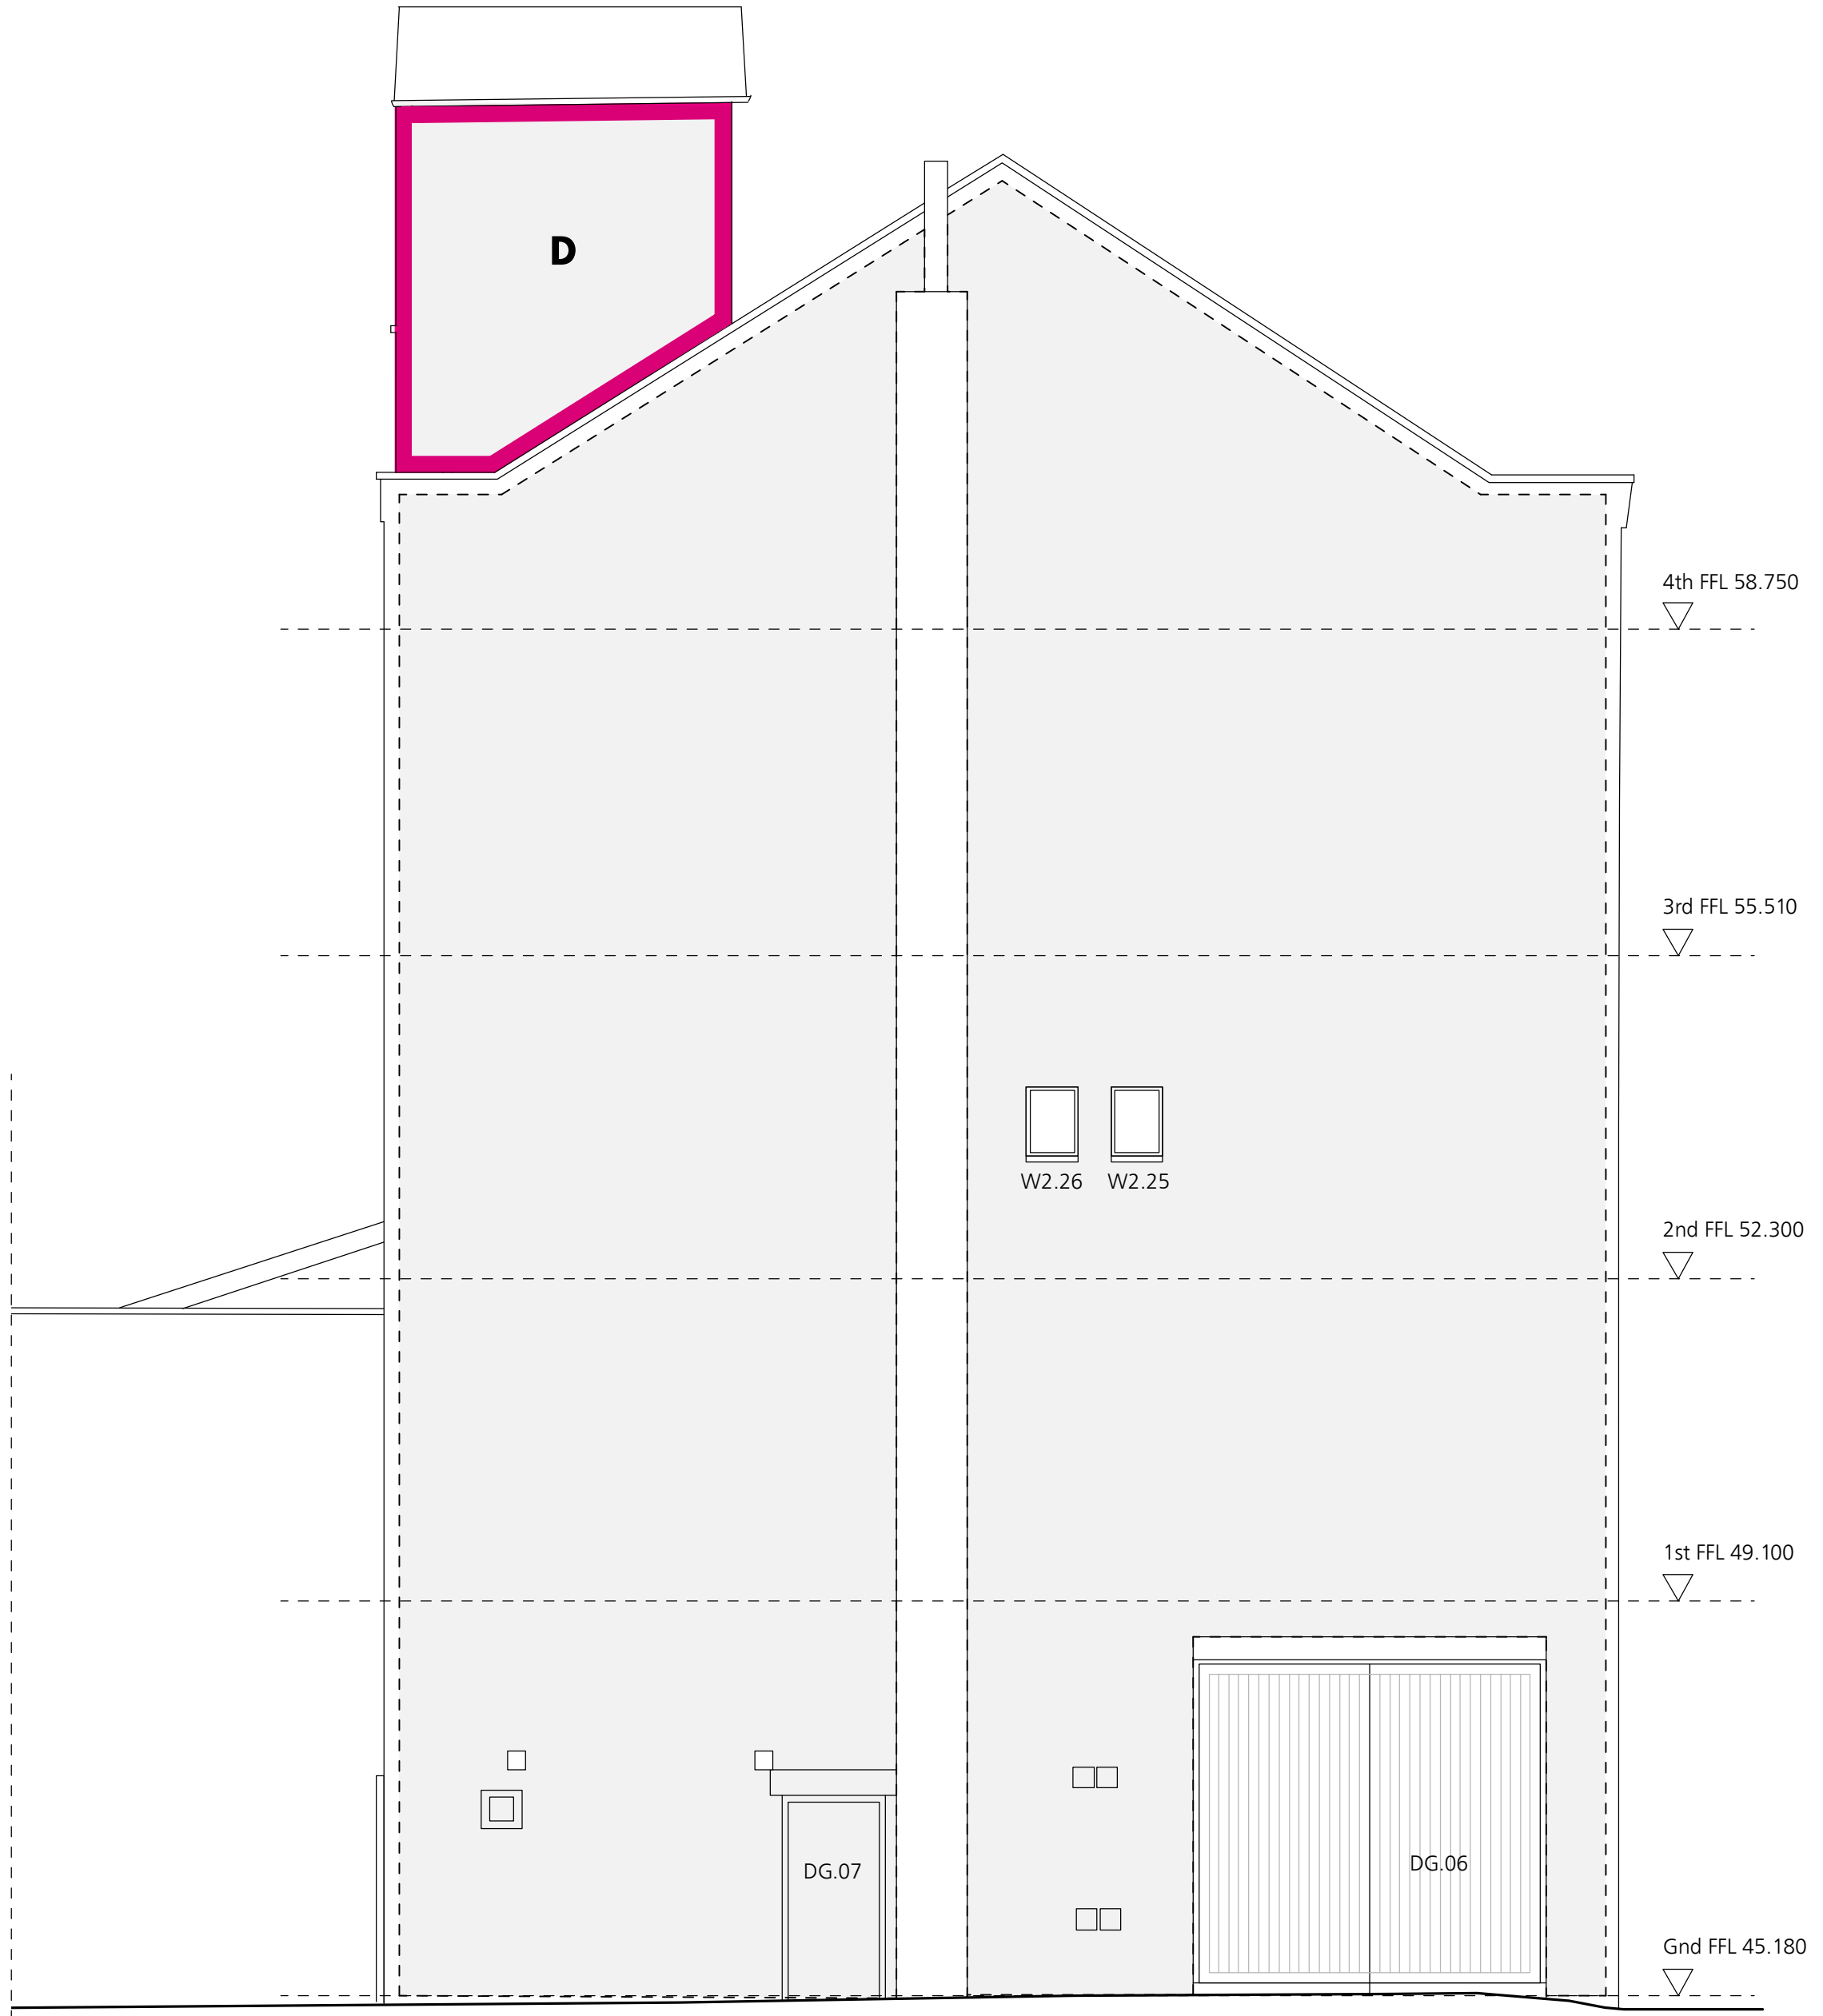 D
4th FFL 58.750
3rd FFL 55.510
W2.26 W2.25
2nd FFL 52.300
1st FFL 49.100
DG.07
DG.06
Gnd FFL 45.180